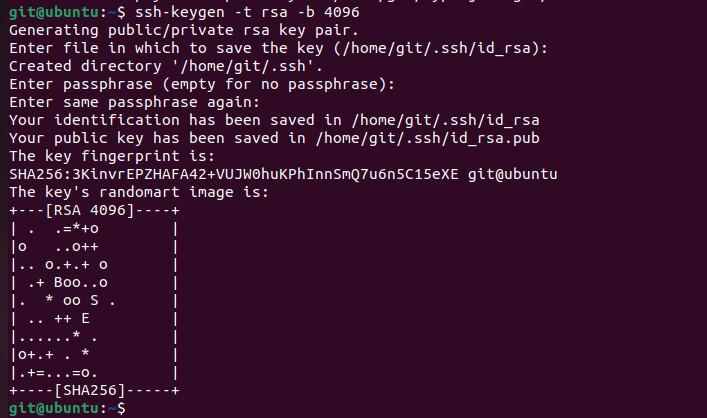 git@ubuntu:~$ ssh-keygen -t rsa -b 4096
Generating public/private rsa key pair.
Enter file in which to save the key (/home/git/.ssh/id_rsa):
Created directory '/home/git/.ssh'.
Enter passphrase (empty for no passphrase):
Enter same passphrase again:
Your identification has been saved in /home/git/.ssh/id_rsa
Your public key has been saved in /home/git/.ssh/id_rsa.pub
The key fingerprint is:
SHA256:3KinvrEPZHAFA42+VUJW0huKPhInnSmQ7u6n5C15eXE git@ubuntu
The key's randomart image is:
+---[RSA 4096]----+
| .  .=*+o        |
|o   ..o++        |
|.. o.+.+ o       |
| .+ Boo..o       |
|.  * oo S .      |
| .. ++ E         |
|......* .        |
|o+.+ . *         |
|.+=...=o.        |
+----[SHA256]-----+
git@ubuntu:~$